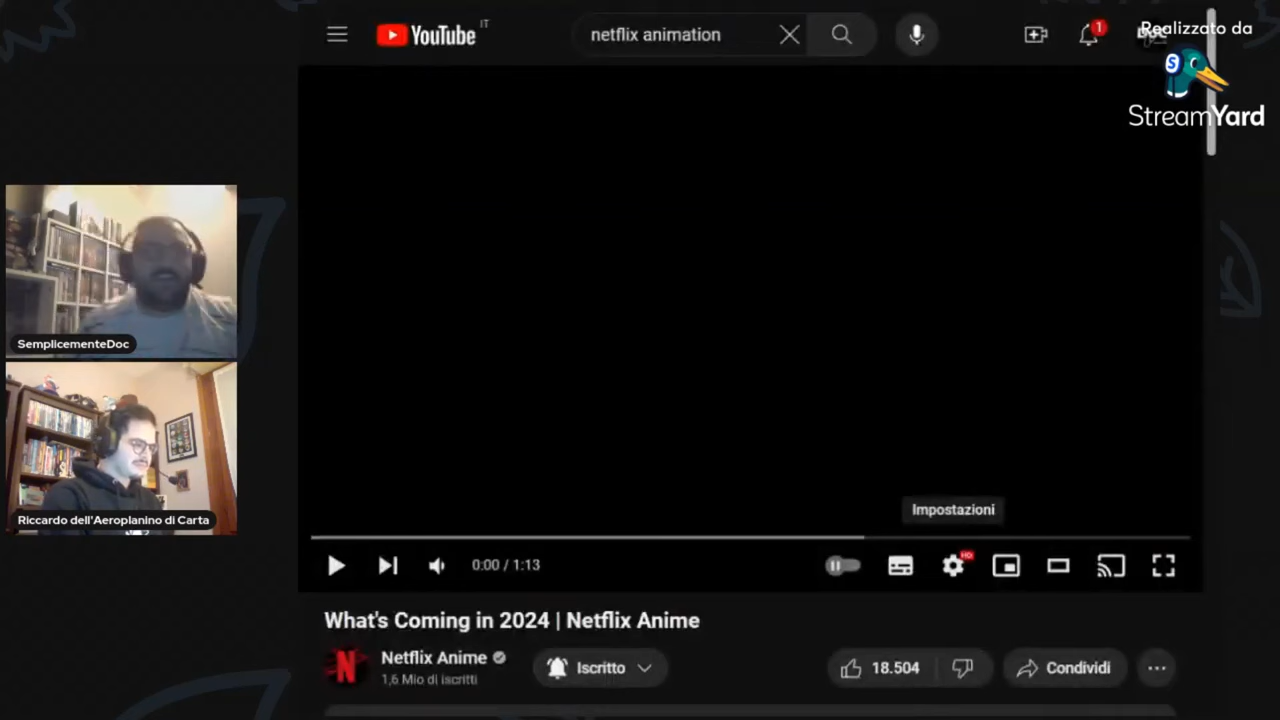 YouTube
IT
netflix animation
1
Realizzato da
StreamYard
SemplicementeDoc
Riccardo dell'Aeroplanino di Carta
Impostazioni
0:00 / 1:13
HD
What's Coming in 2024 | Netflix Anime
Netflix Anime
1,6 Mio di iscritti
Iscritto
18.504
Condividi